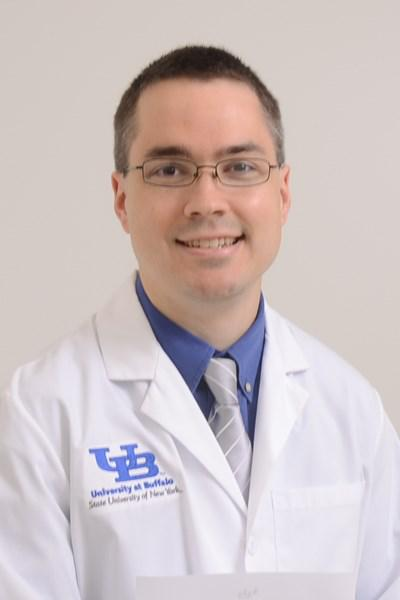 UB
University at Buffalo
State University of New York